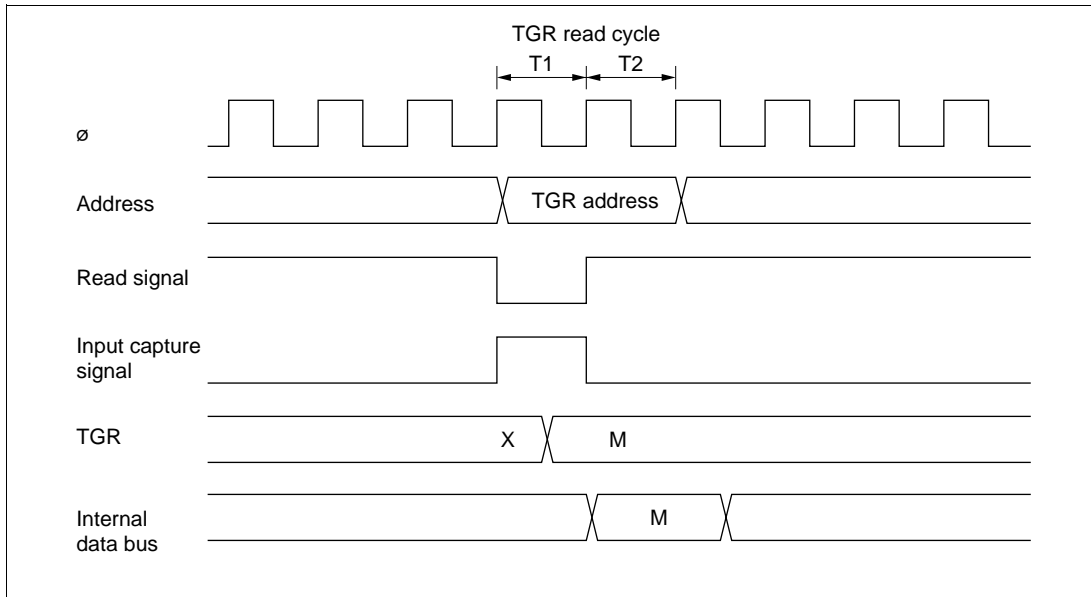 TGR read cycle
T1 T2
ø
Address
TGR address
Read signal
Input capture
signal
TGR
X M
Internal
data bus
M